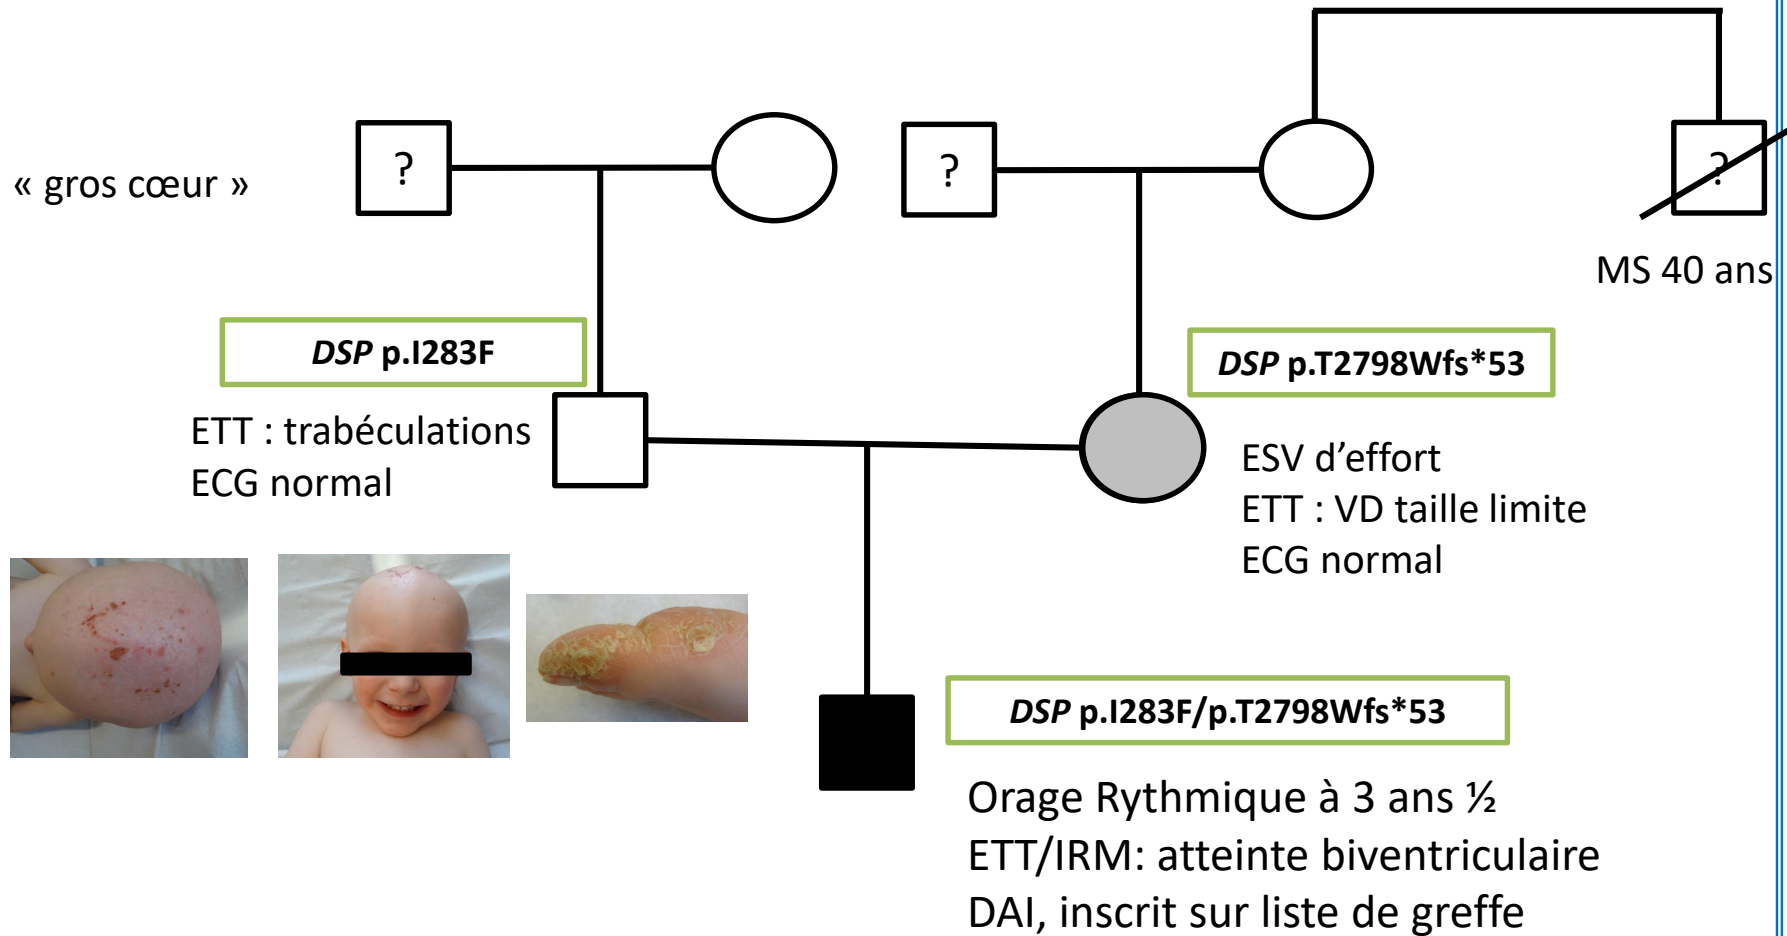 « gros cœur »
?
?
?
MS 40 ans
DSP p.I283F
DSP p.T2798Wfs*53
ETT : trabéculations
ECG normal
ESV d’effort
ETT : VD taille limite
ECG normal
DSP p.I283F/p.T2798Wfs*53
Orage Rythmique à 3 ans ½
ETT/IRM: atteinte biventriculaire
DAI, inscrit sur liste de greffe